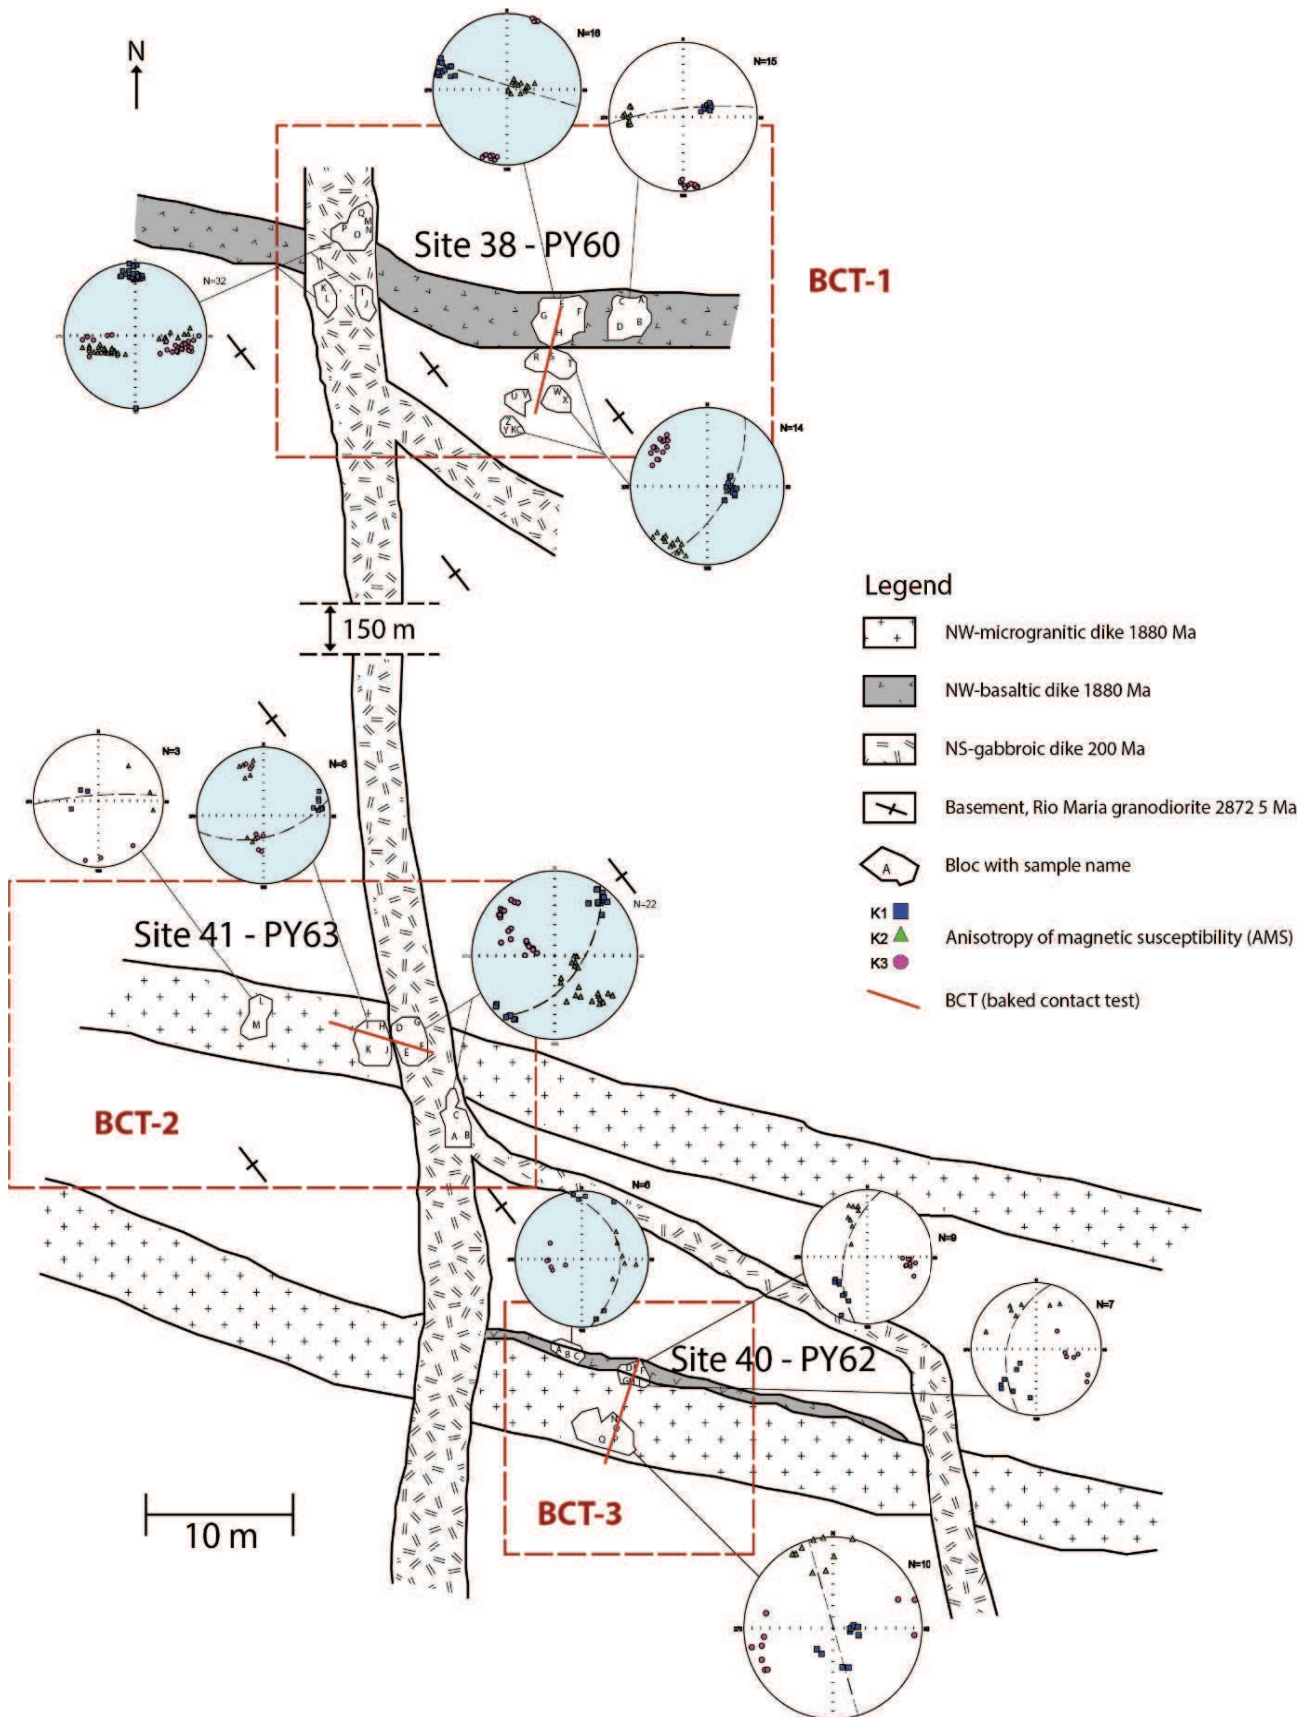 N
N=16
N=15
Site 38 - PY60
BCT-1
N=32
Q
M
P
O
N
K
L
I
J
E
G
F
H
C
A
D
B
R
S
T
U
V
W
X
Z
Y
KC
N=14
150 m
Legend
NW-microgranitic dike 1880 Ma
NW-basaltic dike 1880 Ma
NS-gabbroic dike 200 Ma
Basement, Rio Maria granodiorite 2872 5 Ma
A
Bloc with sample name
K1
K2
K3
Anisotropy of magnetic susceptibility (AMS)
BCT (baked contact test)
N=3
N=8
N=22
Site 41 - PY63
L
M
I
H
K
J
D
G
E
F
C
A
B
BCT-2
N=6
N=9
N=7
A
B
C
D
F
G
Site 40 - PY62
N
O
P
BCT-3
10 m
N=10